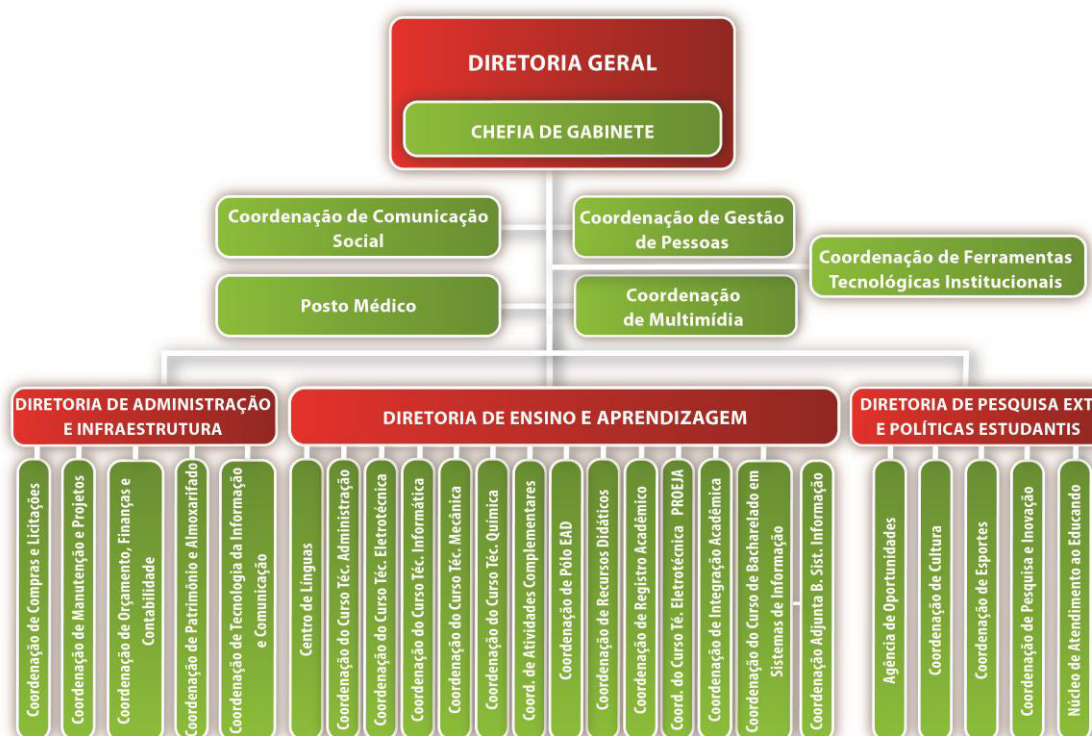 DIRETORIA GERAL
CHEFIA DE GABINETE
Coordenação de Comunicação
Social
Coordenação de Gestão
de Pessoas
Coordenação de Ferramentas
Tecnológicas Institucionais
Posto Médico
Coordenação
de Multimídia
DIRETORIA DE ADMINISTRAÇÃO
E INFRAESTRUTURA
DIRETORIA DE ENSINO E APRENDIZAGEM
DIRETORIA DE PESQUISA EXT
E POLÍTICAS ESTUDANTIS
Coordenação de Compras e Licitações
Coordenação de Manutenção e Projetos
Coordenação de Orçamento, Finanças e
Contabilidade
Coordenação de Patrimônio e Almoxarifado
Coordenação de Tecnologia da Informação
e Comunicação
Centro de Línguas
Coordenação do Curso Téc. Administração
Coordenação do Curso Téc. Eletrotécnica
Coordenação do Curso Téc. Informática
Coordenação do Curso Téc. Mecânica
Coordenação do Curso Téc. Química
Coord. de Atividades Complementares
Coordenação de Pólo EAD
Coordenação de Recursos Didáticos
Coordenação de Registro Acadêmico
Coord. do Curso Té. Eletrotécnica PROEJA
Coordenação de Integração Acadêmica
Coordenação do Curso de Bacharelado em
Sistemas de Informação
Coordenação Adjunta B. Sist. Informação
Agência de Oportunidades
Coordenação de Cultura
Coordenação de Esportes
Coordenação de Pesquisa e Inovação
Núcleo de Atendimento ao Educando